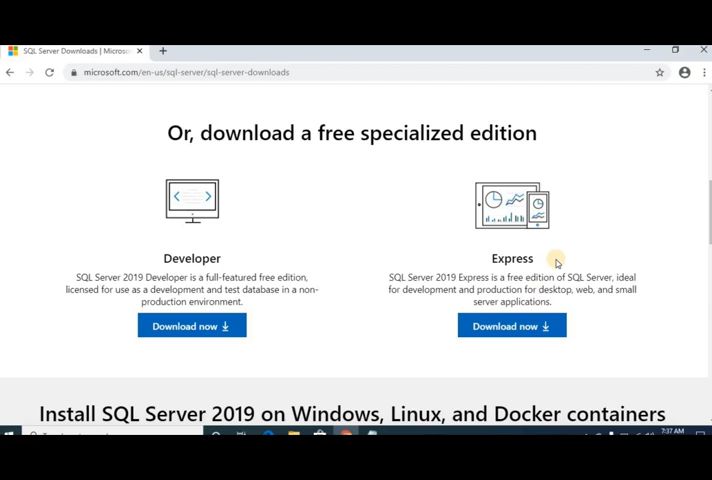 SQL Server Downloads | Microsof
microsoft.com/en-us/sql-server/sql-server-downloads
Or, download a free specialized edition
Developer
SQL Server 2019 Developer is a full-featured free edition,
licensed for use as a development and test database in a non-
production environment.
Download now
Express
SQL Server 2019 Express is a free edition of SQL Server, ideal
for development and production for desktop, web, and small
server applications.
Download now
Install SQL Server 2019 on Windows, Linux, and Docker containers
7:37 AM